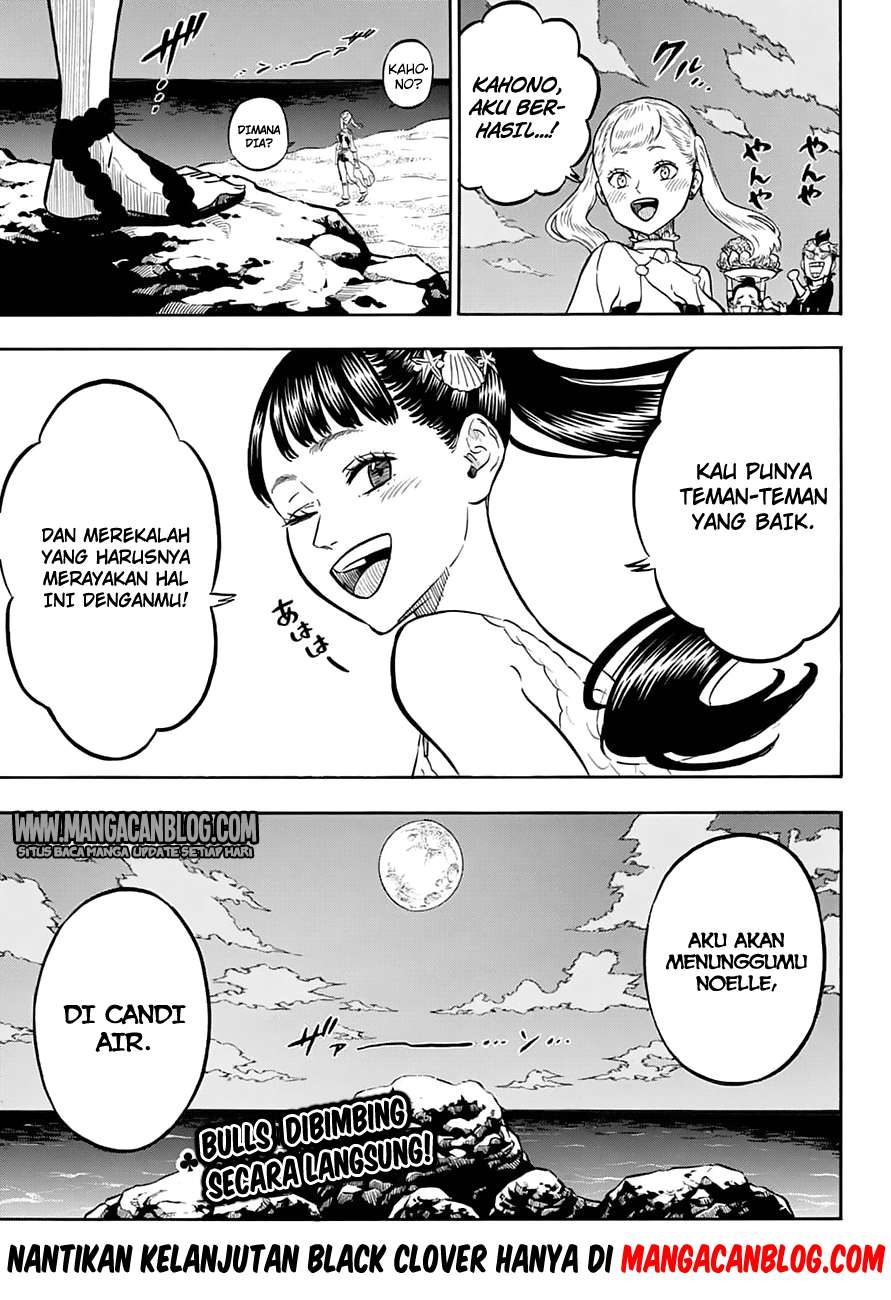 KAHONO,
AKU BER-
HASIL...!
クル…
やんや
やんや
KAHO-
NO?
DIMANA
DIA?
KAU PUNYA
TEMAN-TEMAN
YANG BAIK.
DAN MEREKALAH
YANG HARUSNYA
MERAYAKAN HAL
INI DENGANMU!
あははー
WWW.MANGACANBLOG.COM
SITUS BACA MANGA UPDATE SETIAP HARI
AKU AKAN
MENUNGGUMU
NOELLE,
DI CANDI
AIR.
BULLS DIBIMBING
SECARA LANGSUNG!
NANTIKAN KELANJUTAN BLACK CLOVER HANYA DI MANGACANBLOG.COM